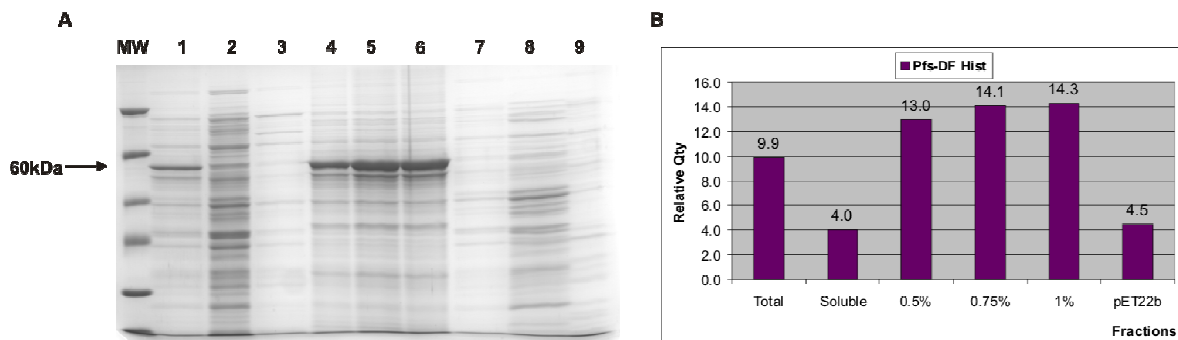 A
MW 1 2 3 4 5 6 7 8 9
60kDa
B
Pfs-DF Hist
Relative Qty
16.0
14.0
12.0
10.0
8.0
6.0
4.0
2.0
0.0
9.9
4.0
13.0
14.1
14.3
4.5
Total Soluble 0.5% 0.75% 1% pET22b
Fractions